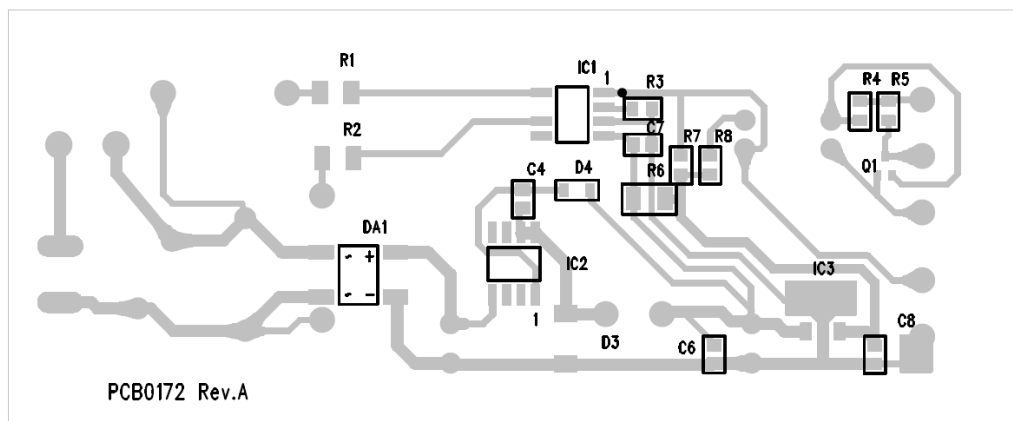 R1
IC1
1
R3
R4 R5
R2
C7
R7 R8
C4
D4
R6
Q1
DA1
~ +
~ −
IC2
IC3
1
D3
C6
C8
PCB0172 Rev.A